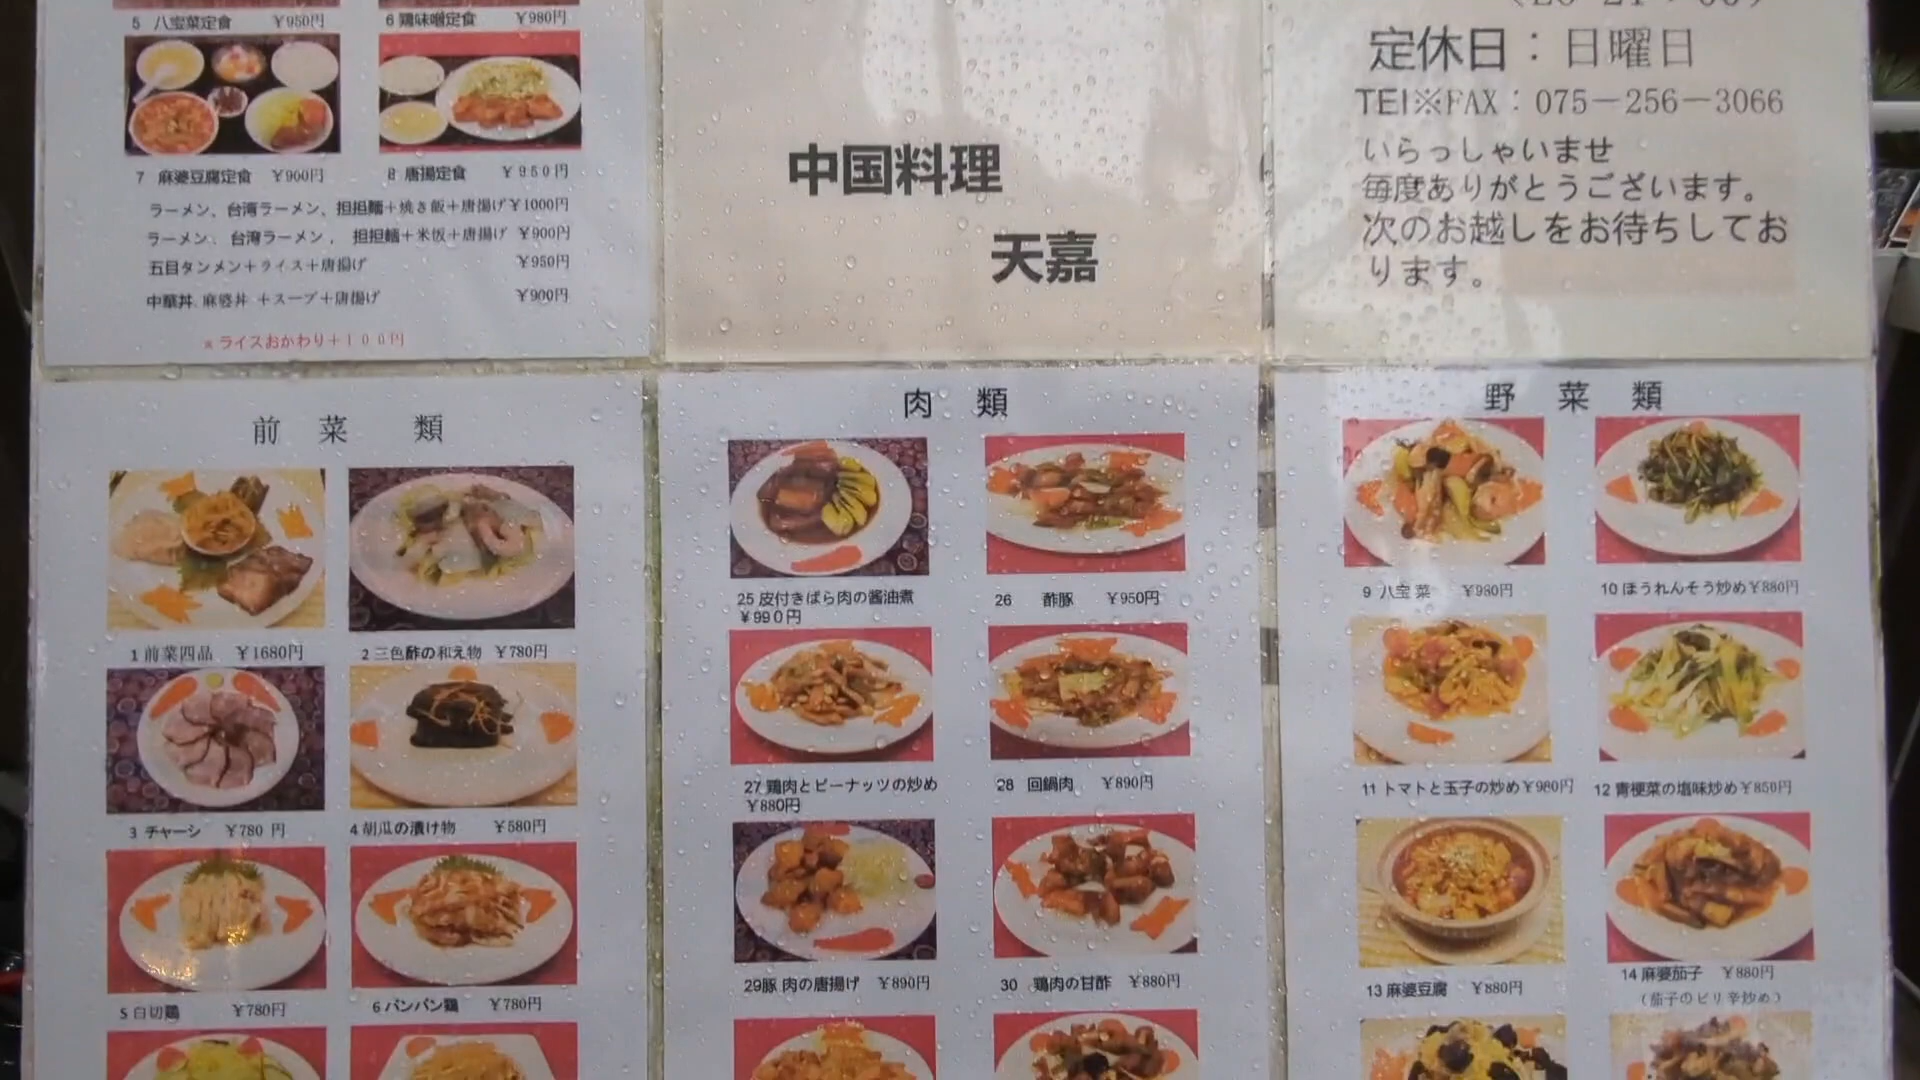 5 八宝菜定食 ￥950円
6 鶏味噌定食 ￥980円
7 麻婆豆腐定食 ￥900円
8 唐揚定食 ￥950円
ラーメン、台湾ラーメン、担担麺＋焼き飯＋唐揚げ￥1000円
ラーメン、台湾ラーメン， 担担麺＋米饭＋唐揚げ ￥900円
五目タンメン＋ライス＋唐揚げ ￥950円
中華丼. 麻婆丼 ＋スープ＋唐揚げ ￥900円
※ライスおかわり＋１００円
中国料理
天嘉
定休日：日曜日
TEI※FAX：075－256－3066
いらっしゃいませ
毎度ありがとうございます。
次のお越しをお待ちしてお
ります。
前 菜 類
1 前菜四品 ￥1680円
2 三色酢の和え物 ￥780円
3 チャーシ ￥780 円
4 胡瓜の漬け物 ￥580円
5 白切鶏 ￥780円
6 バンバン鶏 ￥780円
肉 類
25 皮付きばら肉の醤油煮
￥990円
26 酢豚 ￥950円
27 鶏肉とピーナッツの炒め
￥880円
28 回鍋肉 ￥890円
29豚 肉の唐揚げ ￥890円
30 鶏肉の甘酢 ￥880円
野 菜 類
9 八宝 菜 ￥980円
10 ほうれんそう炒め￥880円
11 トマトと玉子の炒め￥980円
12 青梗菜の塩味炒め￥850円
13 麻婆豆腐 ￥880円
14 麻婆茄子 ￥880円
（茄子のピリ辛炒め）